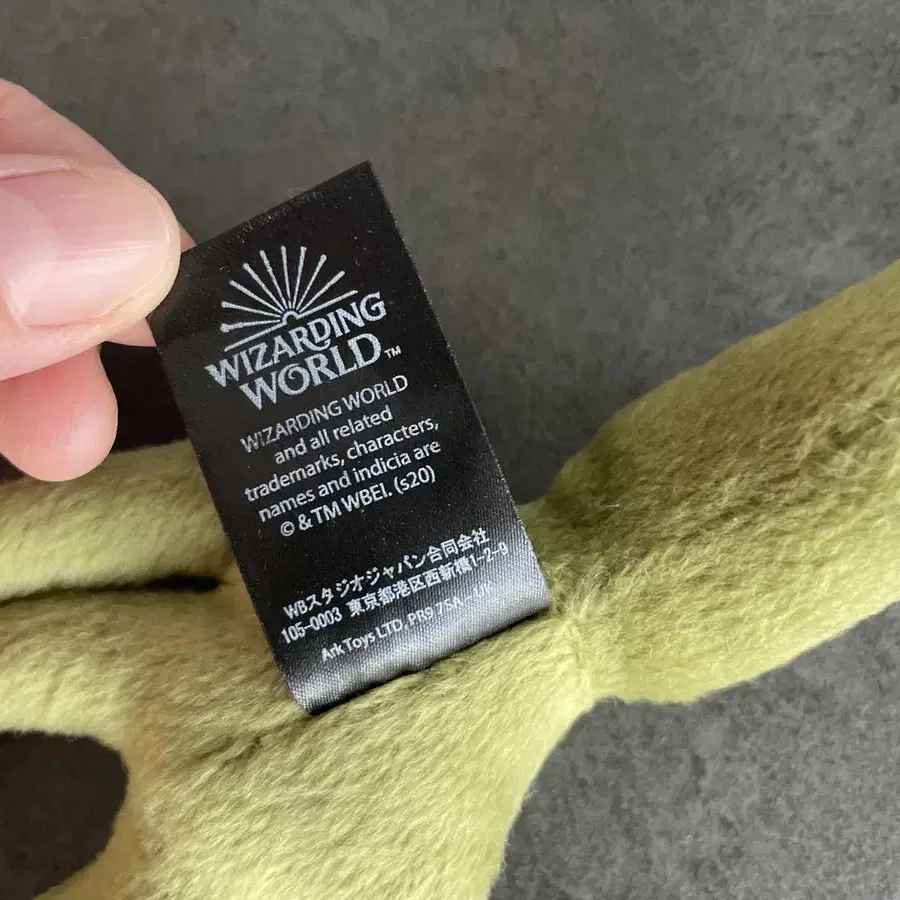 WIZARDING
WORLD™
WIZARDING WORLD
and all related
trademarks, characters,
names and indicia are
© & TM WBEI. (s20)
WBスタジオジャパン合同会社
105-0003 東京都港区西新橋1-2-9
Ark Toys LTD, PR9 7SA - UK